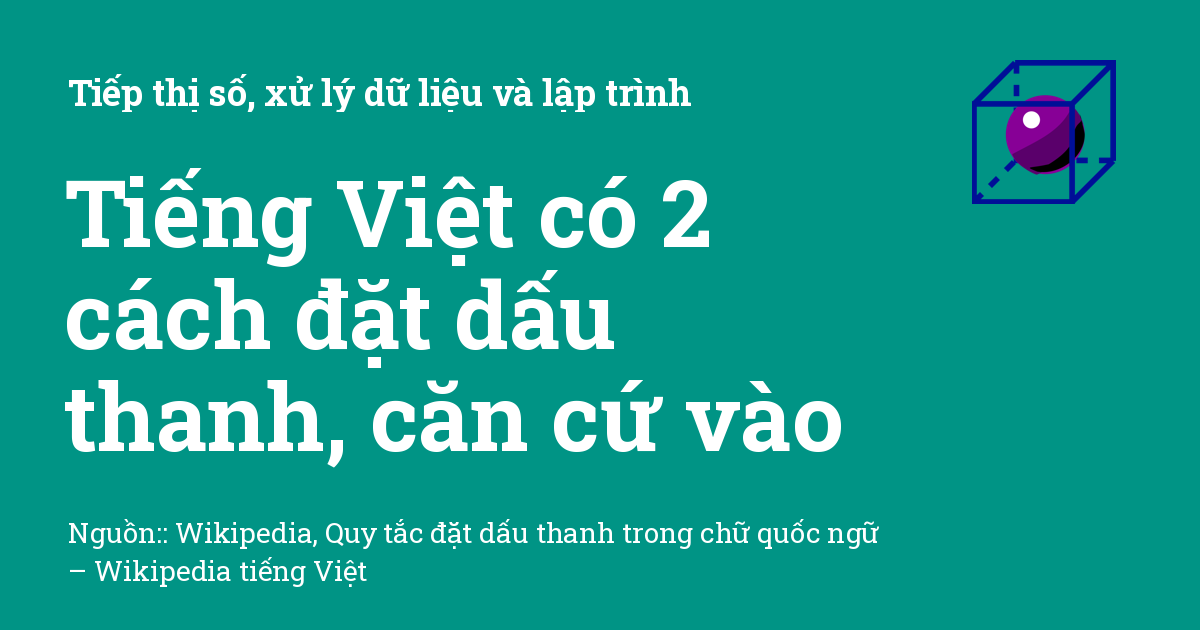 Tiếp thị số, xử lý dữ liệu và lập trình
Tiếng Việt có 2
cách đặt dấu
thanh, căn cứ vào
Nguồn:: Wikipedia, Quy tắc đặt dấu thanh trong chữ quốc ngữ
– Wikipedia tiếng Việt